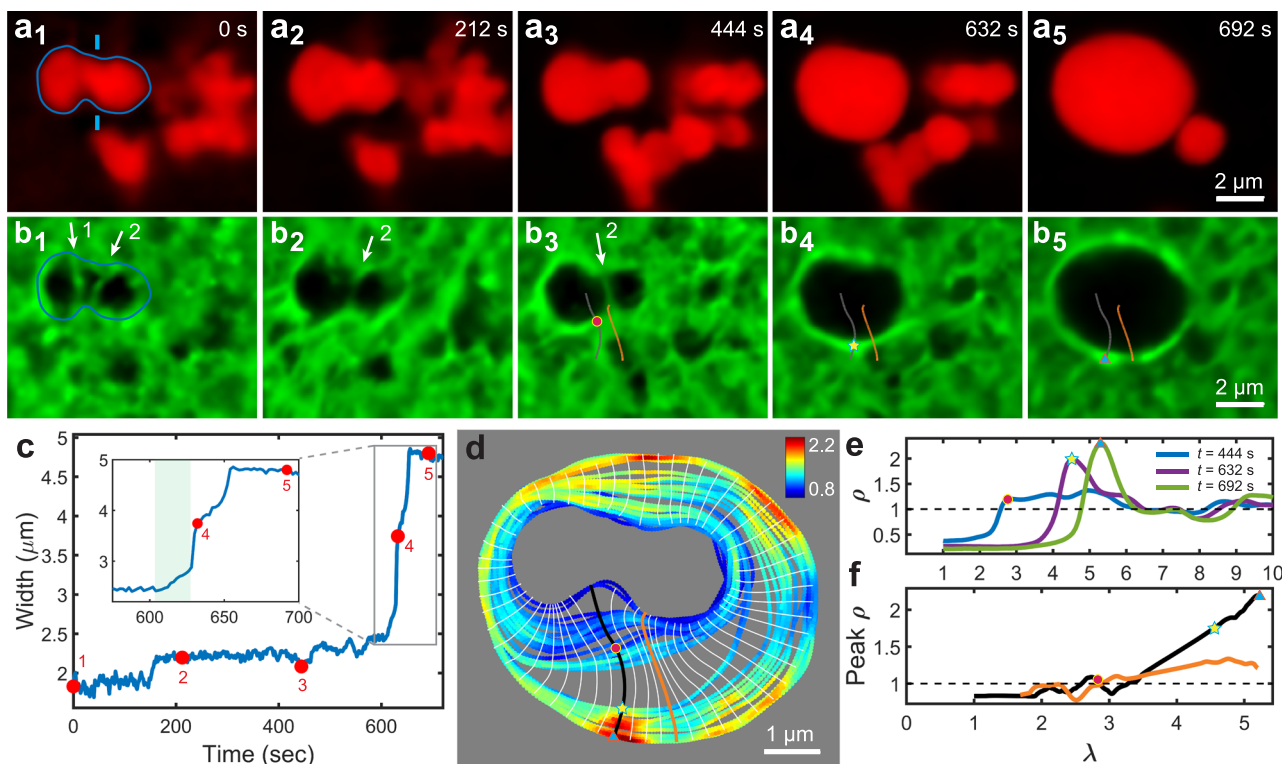 a1 0 s
a2 212 s
a3 444 s
a4 632 s
a5 692 s
2 µm
b1 1 2
b2 2
b3 2
b4
b5
2 µm
c
5
4.5
4
3.5
3
2.5
2
Width (µm)
0 200 400 600
Time (sec)
1
2
3
4
5
5
4
3
600 650 700
4
5
d
2.2
0.8
1 µm
e
2
1.5
1
0.5
ρ
t = 444 s
t = 632 s
t = 692 s
1 2 3 4 5 6 7 8 9 10
f
2
1.5
1
Peak ρ
0 1 2 3 4 5
λ